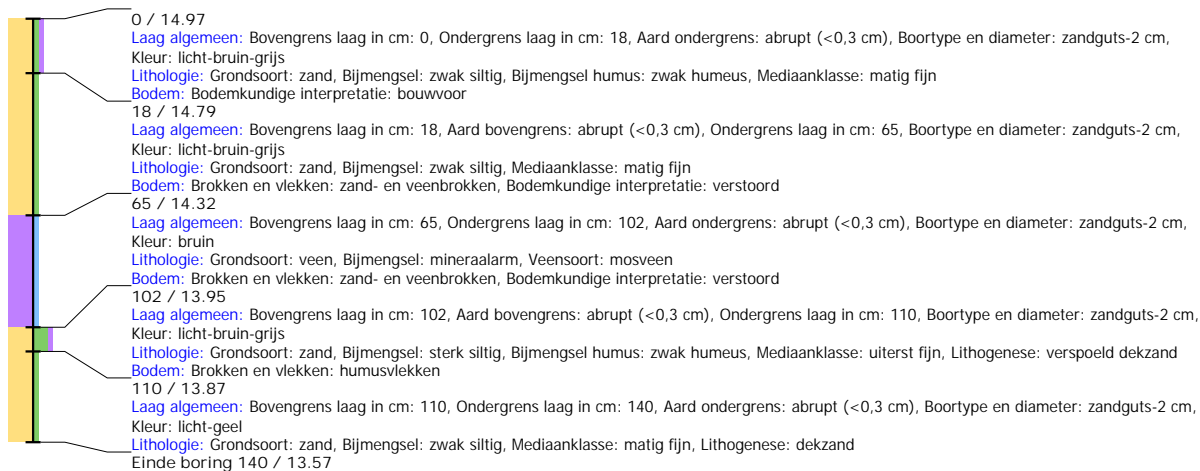 0 / 14.97
Laag algemeen: Bovengrens laag in cm: 0, Ondergrens laag in cm: 18, Aard ondergrens: abrupt (<0,3 cm), Boortype en diameter: zandguts-2 cm,
Kleur: licht-bruin-grijs
Lithologie: Grondsoort: zand, Bijmengsel: zwak siltig, Bijmengsel humus: zwak humeus, Mediaanklasse: matig fijn
Bodem: Bodemkundige interpretatie: bouwvoor
18 / 14.79
Laag algemeen: Bovengrens laag in cm: 18, Aard bovengrens: abrupt (<0,3 cm), Ondergrens laag in cm: 65, Boortype en diameter: zandguts-2 cm,
Kleur: licht-bruin-grijs
Lithologie: Grondsoort: zand, Bijmengsel: zwak siltig, Mediaanklasse: matig fijn
Bodem: Brokken en vlekken: zand- en veenbrokken, Bodemkundige interpretatie: verstoord
65 / 14.32
Laag algemeen: Bovengrens laag in cm: 65, Ondergrens laag in cm: 102, Aard ondergrens: abrupt (<0,3 cm), Boortype en diameter: zandguts-2 cm,
Kleur: bruin
Lithologie: Grondsoort: veen, Bijmengsel: mineraalarm, Veensoort: mosveen
Bodem: Brokken en vlekken: zand- en veenbrokken, Bodemkundige interpretatie: verstoord
102 / 13.95
Laag algemeen: Bovengrens laag in cm: 102, Aard bovengrens: abrupt (<0,3 cm), Ondergrens laag in cm: 110, Boortype en diameter: zandguts-2 cm,
Kleur: licht-bruin-grijs
Lithologie: Grondsoort: zand, Bijmengsel: sterk siltig, Bijmengsel humus: zwak humeus, Mediaanklasse: uiterst fijn, Lithogenese: verspoeld dekzand
Bodem: Brokken en vlekken: humusvlekken
110 / 13.87
Laag algemeen: Bovengrens laag in cm: 110, Ondergrens laag in cm: 140, Aard ondergrens: abrupt (<0,3 cm), Boortype en diameter: zandguts-2 cm,
Kleur: licht-geel
Lithologie: Grondsoort: zand, Bijmengsel: zwak siltig, Mediaanklasse: matig fijn, Lithogenese: dekzand
Einde boring 140 / 13.57